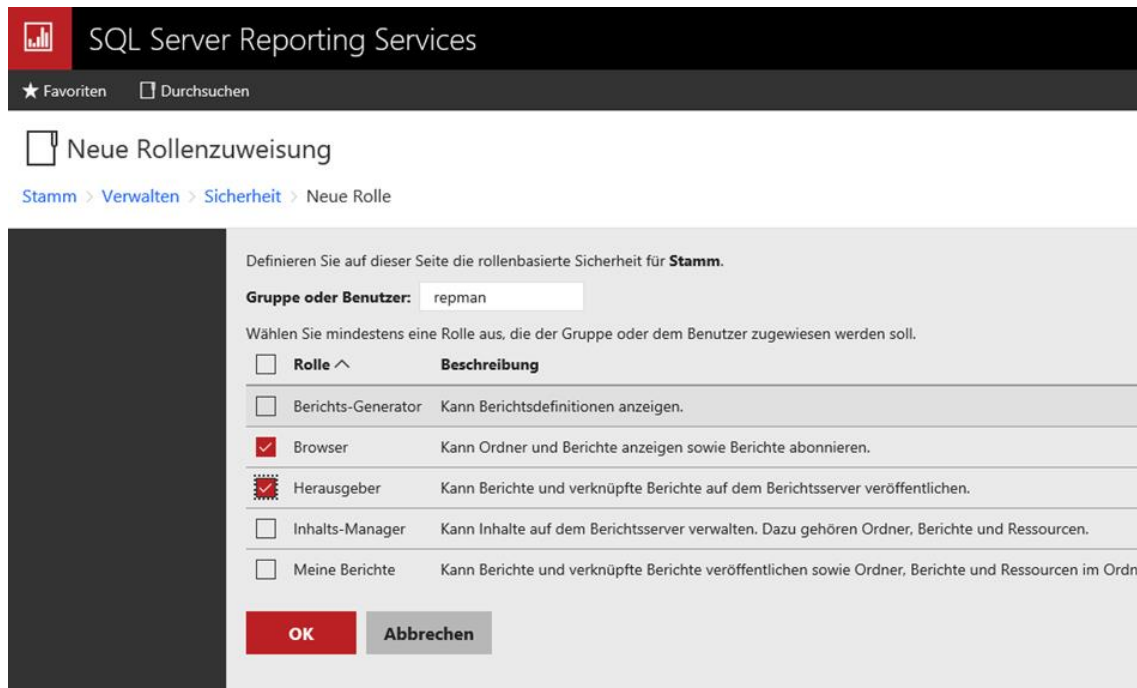 SQL Server Reporting Services
Favoriten Durchsuchen
Neue Rollenzuweisung
Stamm > Verwalten > Sicherheit > Neue Rolle
Definieren Sie auf dieser Seite die rollenbasierte Sicherheit für Stamm.
Gruppe oder Benutzer: repman
Wählen Sie mindestens eine Rolle aus, die der Gruppe oder dem Benutzer zugewiesen werden soll.
Rolle Beschreibung
Berichts-Generator Kann Berichtsdefinitionen anzeigen.
Browser Kann Ordner und Berichte anzeigen sowie Berichte abonnieren.
Herausgeber Kann Berichte und verknüpfte Berichte auf dem Berichtsserver veröffentlichen.
Inhalts-Manager Kann Inhalte auf dem Berichtsserver verwalten. Dazu gehören Ordner, Berichte und Ressourcen.
Meine Berichte Kann Berichte und verknüpfte Berichte veröffentlichen sowie Ordner, Berichte und Ressourcen im
OK Abbrechen